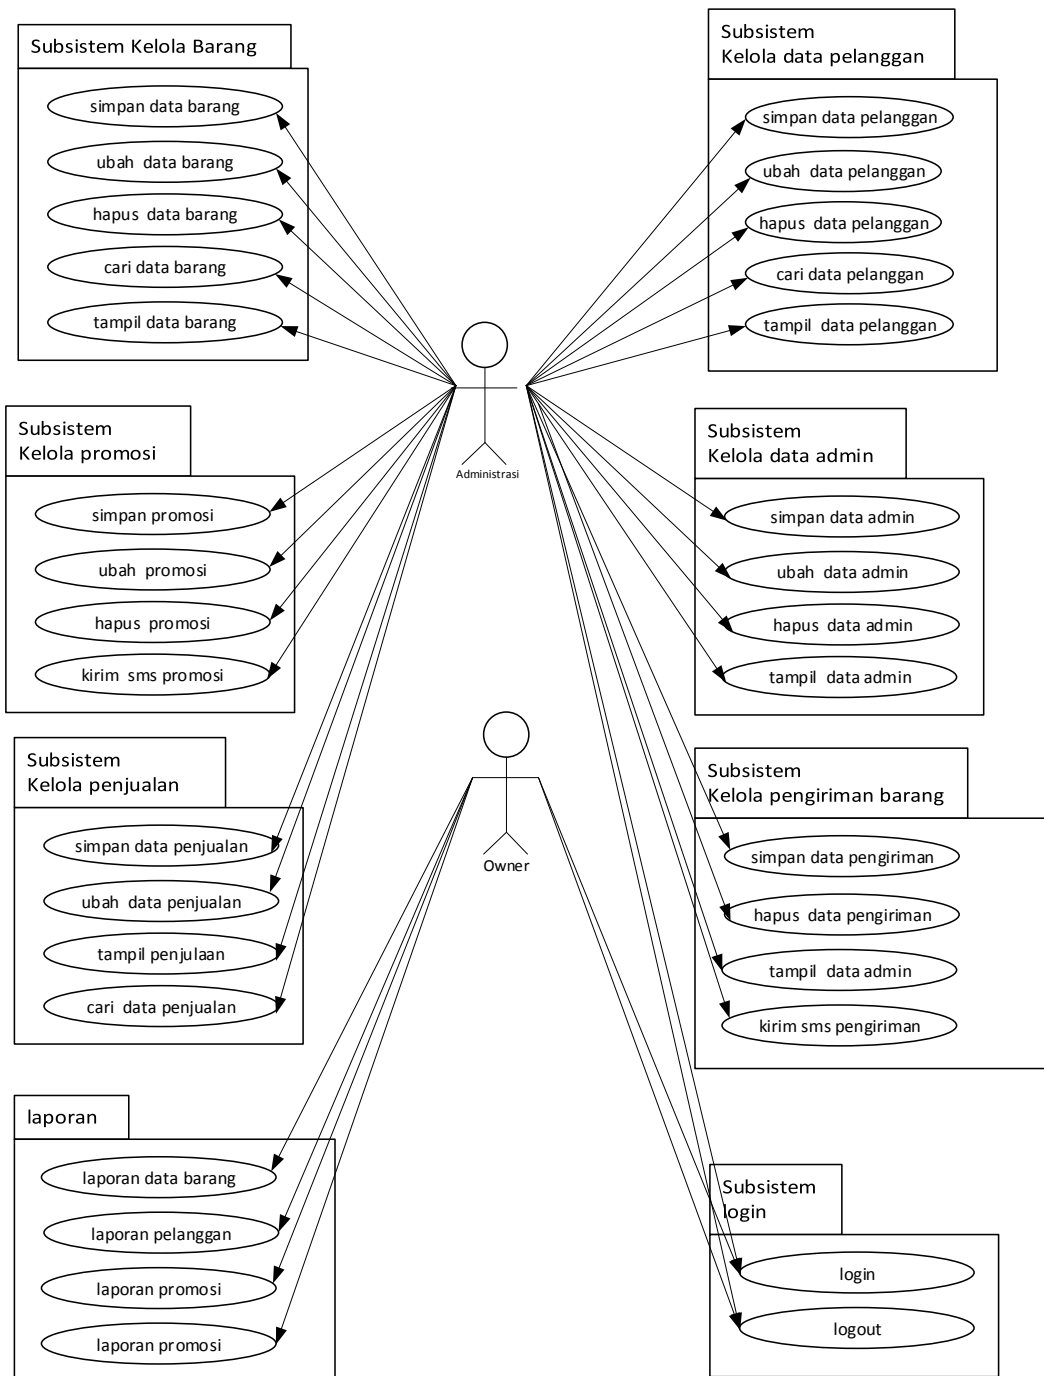 Subsistem Kelola Barang
simpan data barang
ubah  data barang
hapus  data barang
cari data barang
tampil data barang
Subsistem
Kelola data pelanggan
simpan data pelanggan
ubah  data pelanggan
hapus  data pelanggan
cari data pelanggan
tampil  data pelanggan
Administrasi
Subsistem
Kelola promosi
simpan promosi
ubah  promosi
hapus  promosi
kirim  sms promosi
Subsistem
Kelola data admin
simpan data admin
ubah  data admin
hapus  data admin
tampil  data admin
Subsistem
Kelola penjualan
simpan data penjualan
ubah  data penjualan
tampil penjulaan
cari  data penjualan
Owner
Subsistem
Kelola pengiriman barang
simpan data pengiriman
hapus  data pengiriman
tampil  data admin
kirim sms pengiriman
laporan
laporan data barang
laporan pelanggan
laporan promosi
laporan promosi
Subsistem
login
login
logout